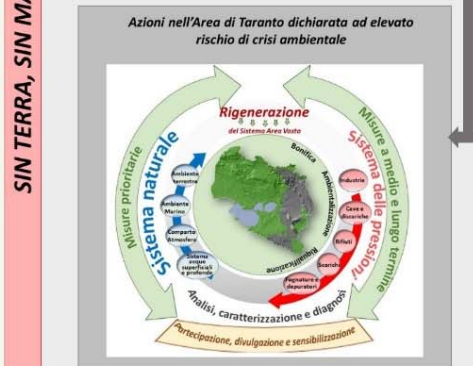 SIN TERRA, SIN MA
Azioni nell'Area di Taranto dichiarata ad elevato
rischio di crisi ambientale
Rigenerazione
del Sistema Area Vasta
Misure prioritarie
Sistema naturale
Ambiente
terrestre
Ambiente
Marino
Comparto
Atmosfera
Sistema
acque
superficiali
e profonde
Bonifica
Ambientalizzazione
Riqualificazione
Sistema delle pressioni
Industrie
Cave e
discariche
Rifiuti
Scarichi
Fognature e
depuratori
Misure a medio e lungo termine
Analisi, caratterizzazione e diagnosi
Partecipazione, divulgazione e sensibilizzazione